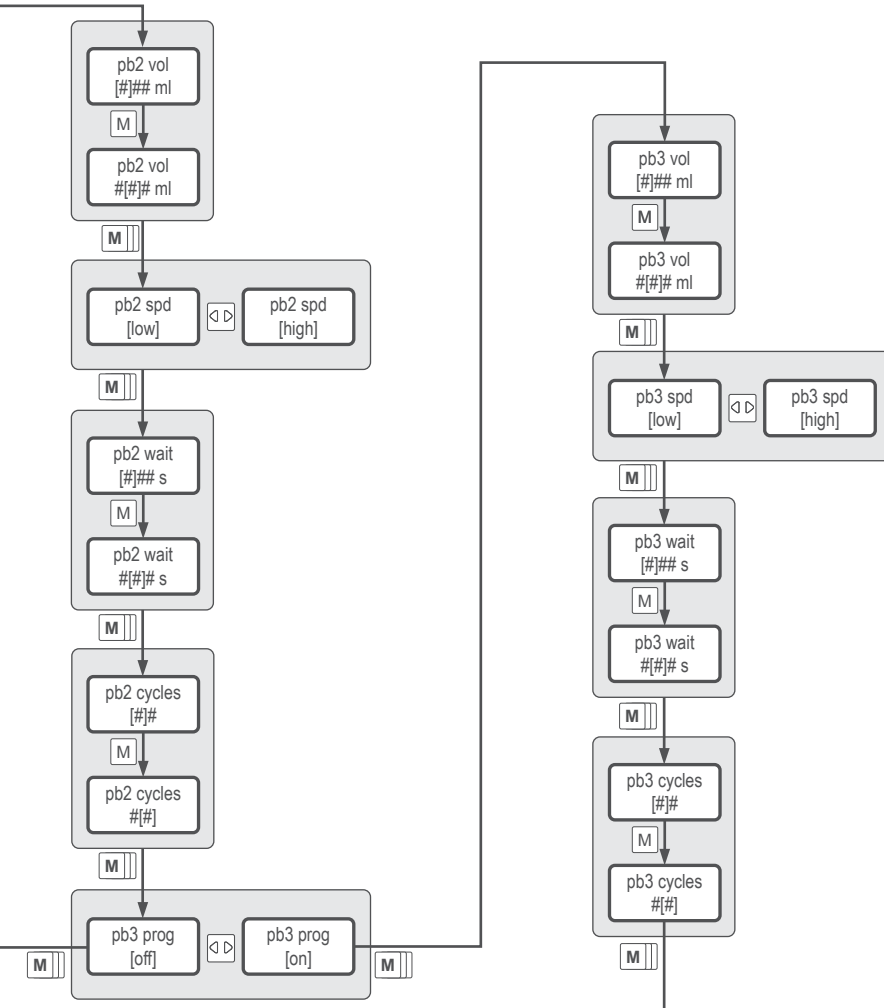 pb2 vol
[#]## ml
M
pb2 vol
#[#]# ml
M
pb2 spd
[low]
pb2 spd
[high]
M
pb2 wait
[#]## s
M
pb2 wait
#[#]# s
M
pb2 cycles
[#]#
M
pb2 cycles
#[#]
M
pb3 prog
[off]
pb3 prog
[on]
M
M
pb3 vol
[#]## ml
M
pb3 vol
#[#]# ml
M
pb3 spd
[low]
pb3 spd
[high]
M
pb3 wait
[#]## s
M
pb3 wait
#[#]# s
M
pb3 cycles
[#]#
M
pb3 cycles
#[#]
M